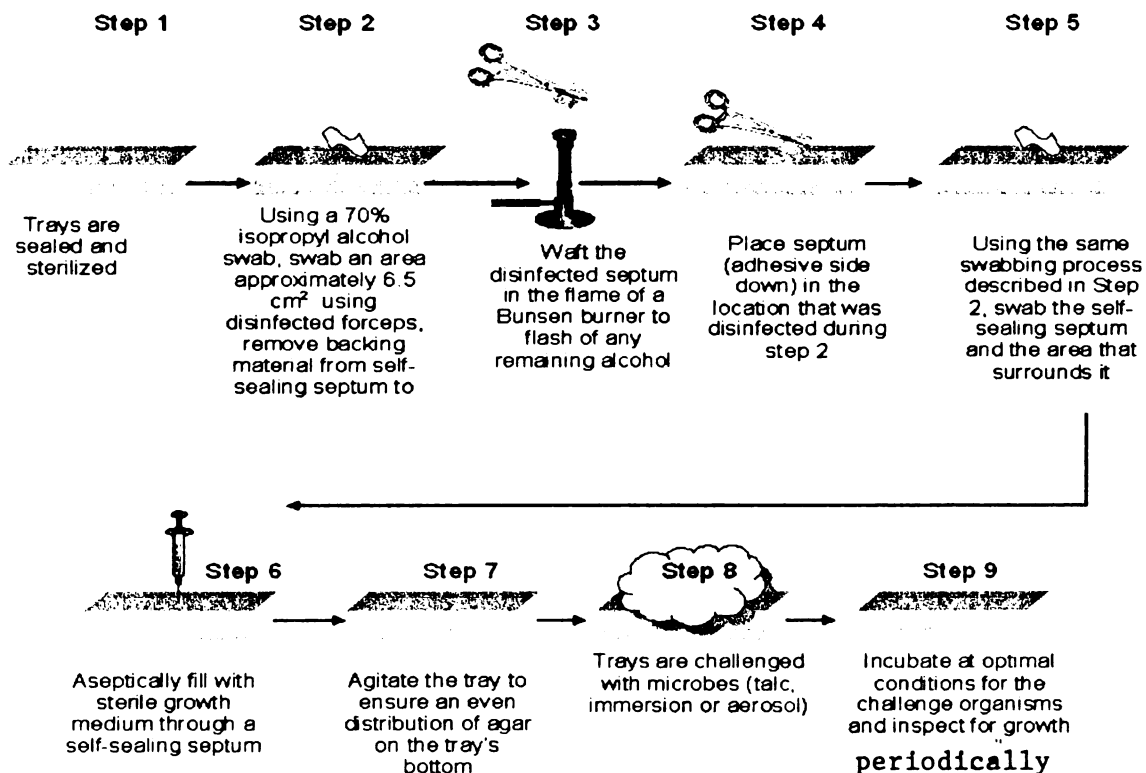 Step 1
Step 2
Step 3
Step 4
Step 5
Trays are
sealed and
sterilized
Using a 70%
isopropyl alcohol
swab, swab an area
approximately 6.5
cm² using
disinfected forceps,
remove backing
material from self-
sealing septum to
Waft the
disinfected septum
in the flame of a
Bunsen burner to
flash of any
remaining alcohol
Place septum
(adhesive side
down) in the
location that was
disinfected during
step 2
Using the same
swabbing process
described in Step
2, swab the self-
sealing septum
and the area that
surrounds it
Step 6
Step 7
Step 8
Step 9
Aseptically fill with
sterile growth
medium through a
self-sealing septum
Agitate the tray to
ensure an even
distribution of agar
on the tray's
bottom
Trays are challenged
with microbes (talc,
immersion or aerosol)
Incubate at optimal
conditions for the
challenge organisms
and inspect for growth
periodically